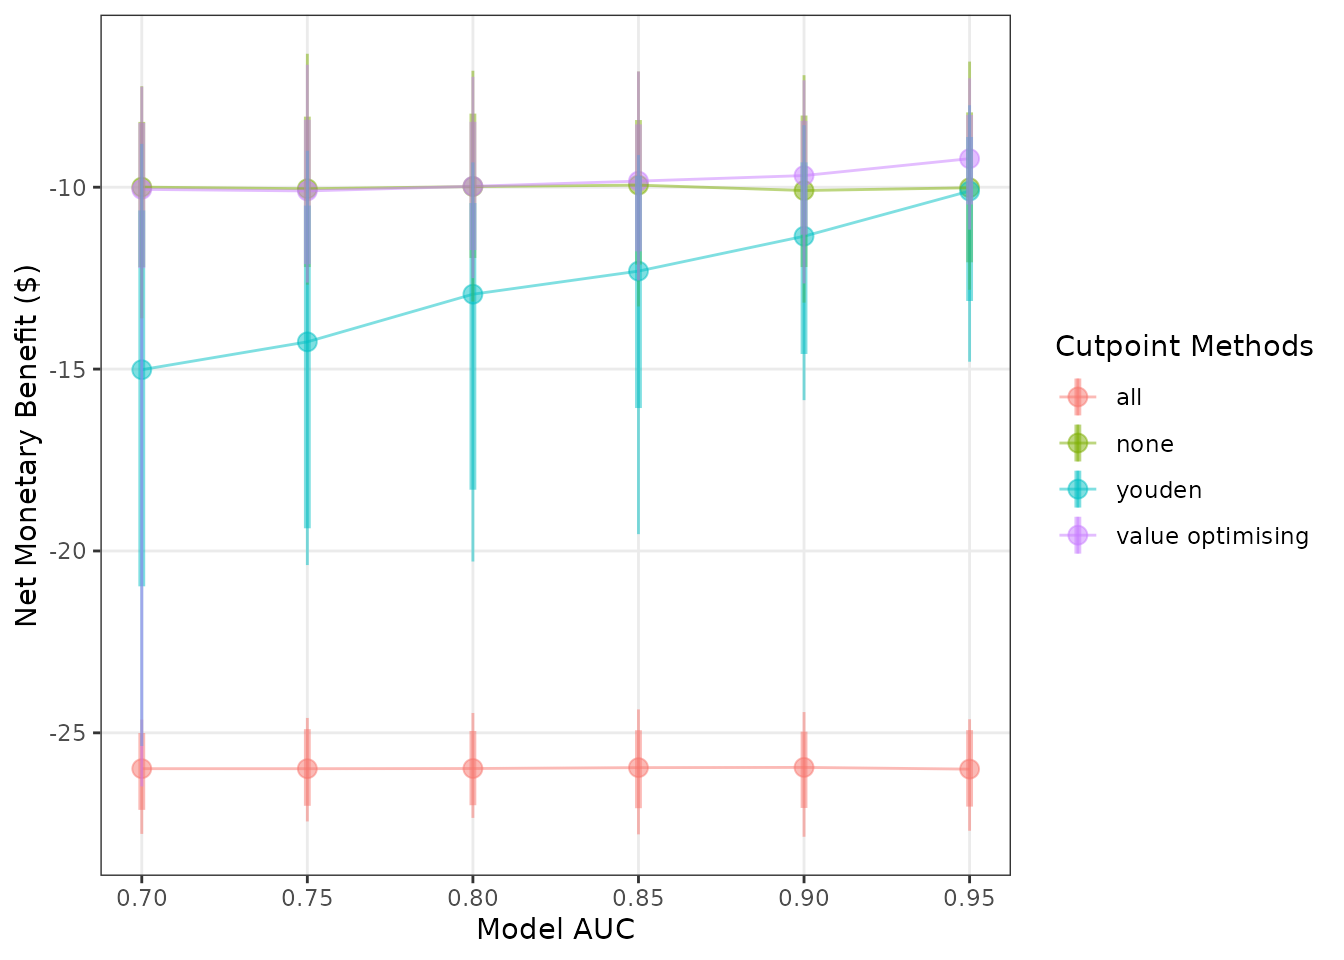 Net Monetary Benefit ($)
-10
-15
-20
-25
0.70
0.75
0.80
0.85
0.90
0.95
Model AUC
Cutpoint Methods
all
none
youden
value optimising